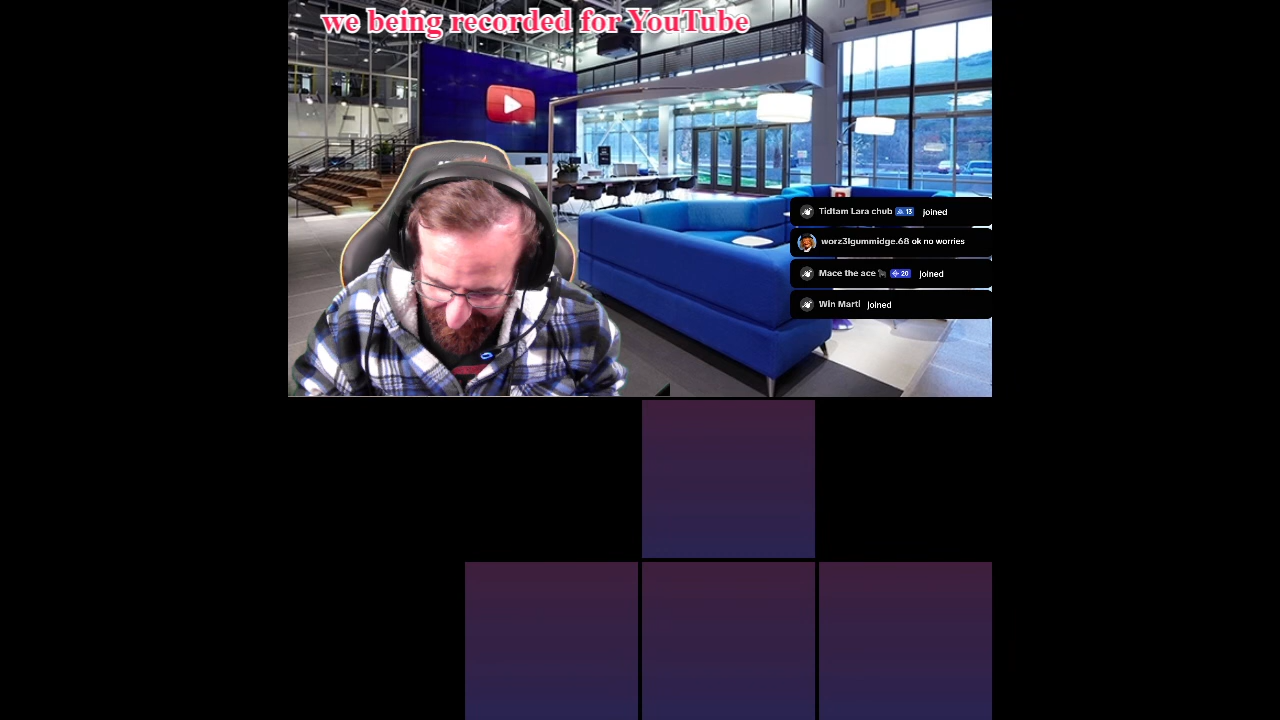 we being recorded for YouTube
Tidtam Lara chub 13 joined
worz3lgummidge.68 ok no worries
Mace the ace 20 joined
Win Marti joined